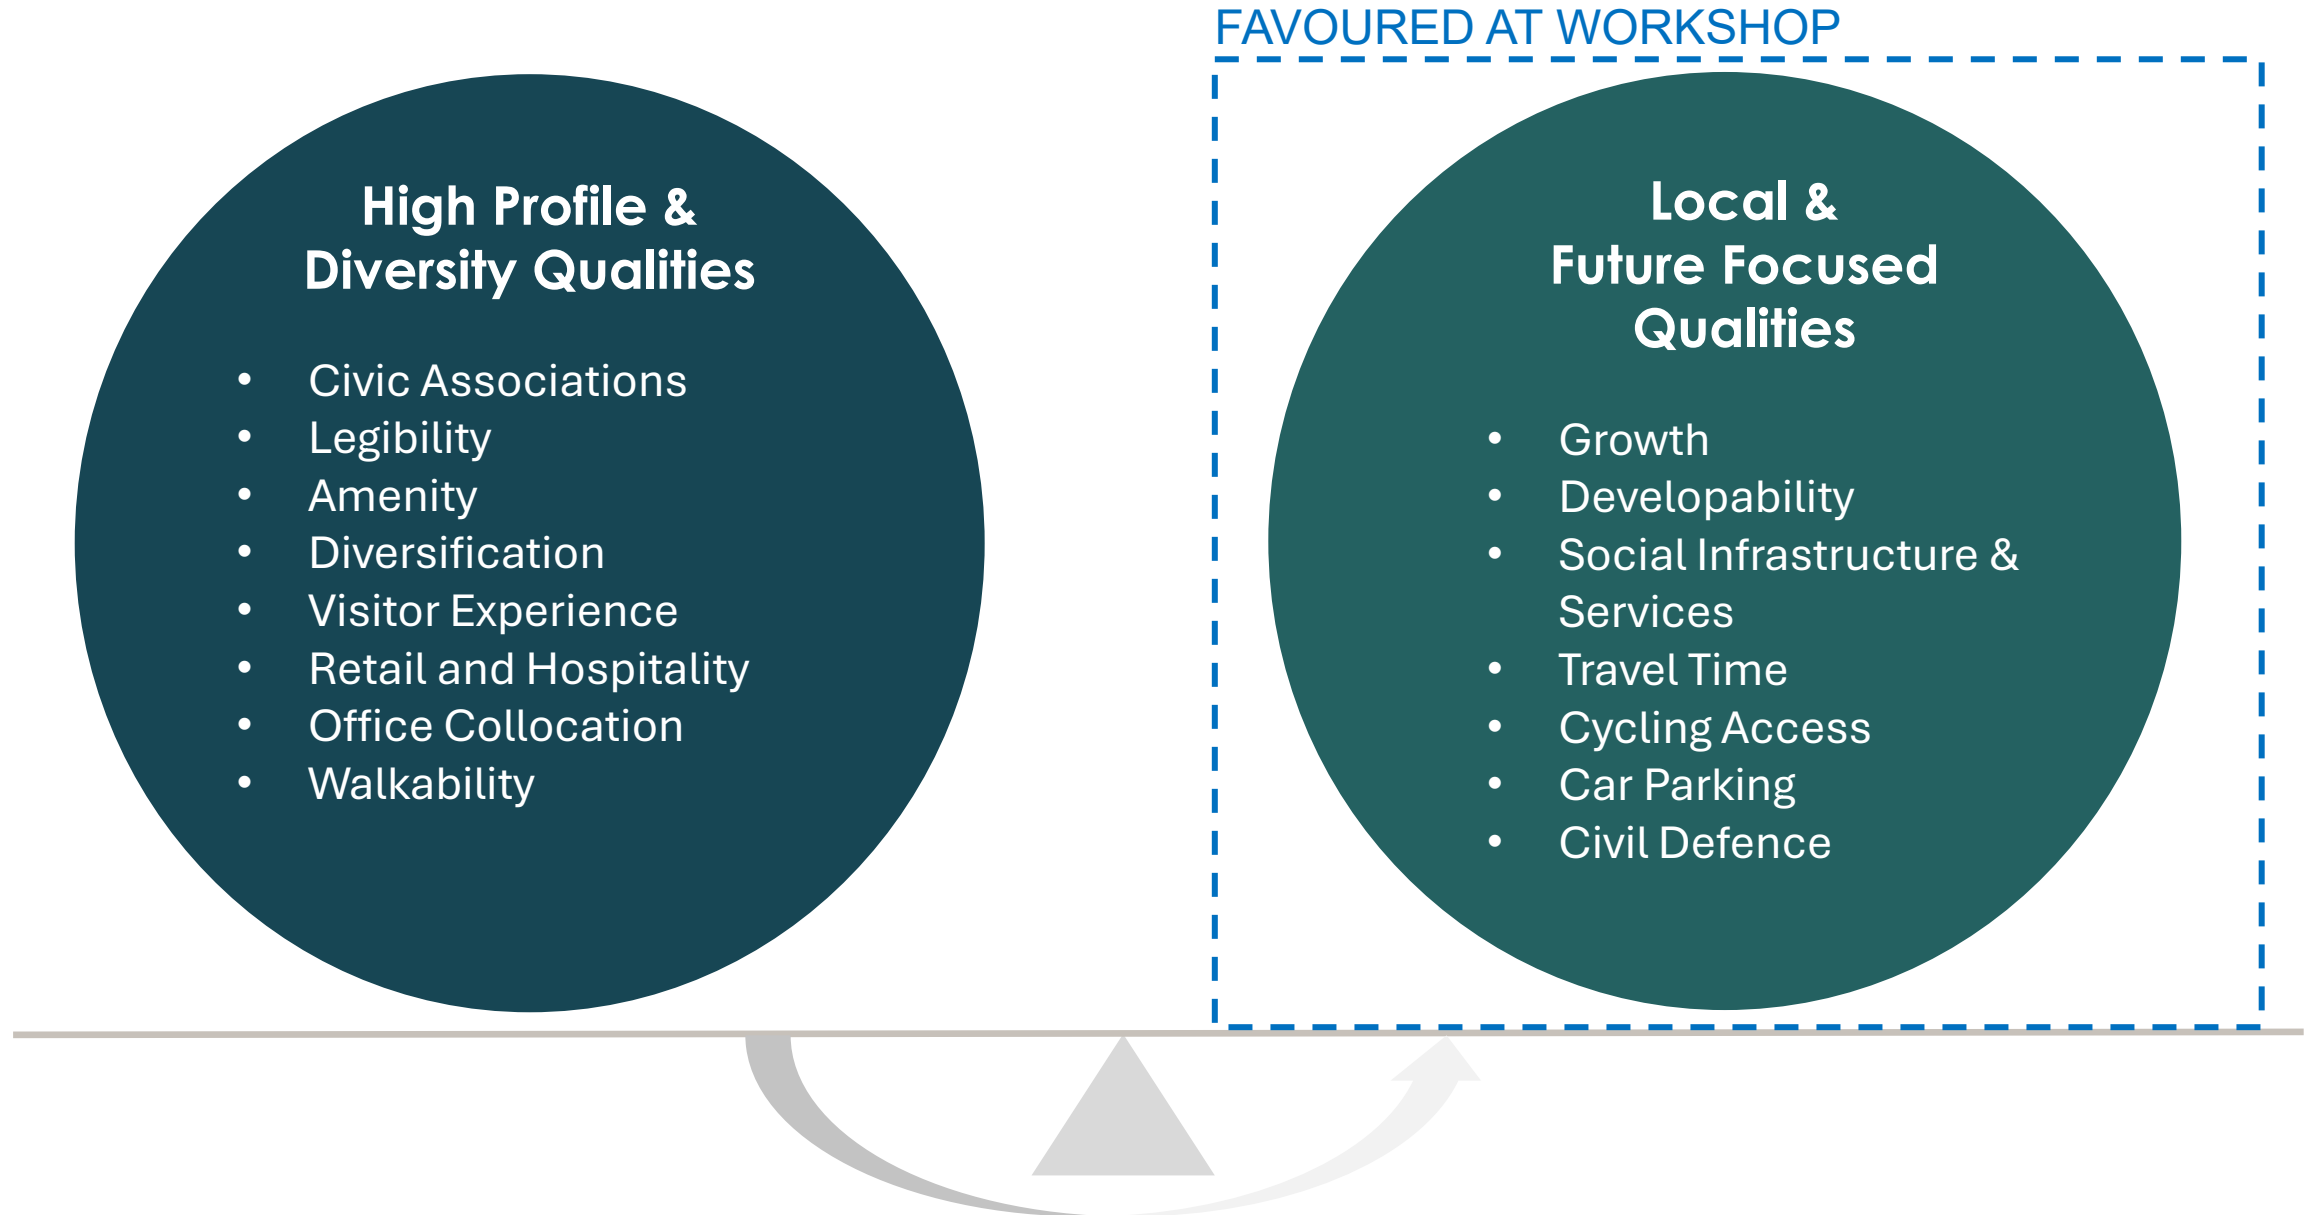 FAVOURED AT WORKSHOP
High Profile &
Diversity Qualities
• Civic Associations
• Legibility
• Amenity
• Diversification
• Visitor Experience
• Retail and Hospitality
• Office Collocation
• Walkability
Local &
Future Focused
Qualities
• Growth
• Developability
• Social Infrastructure &
Services
• Travel Time
• Cycling Access
• Car Parking
• Civil Defence